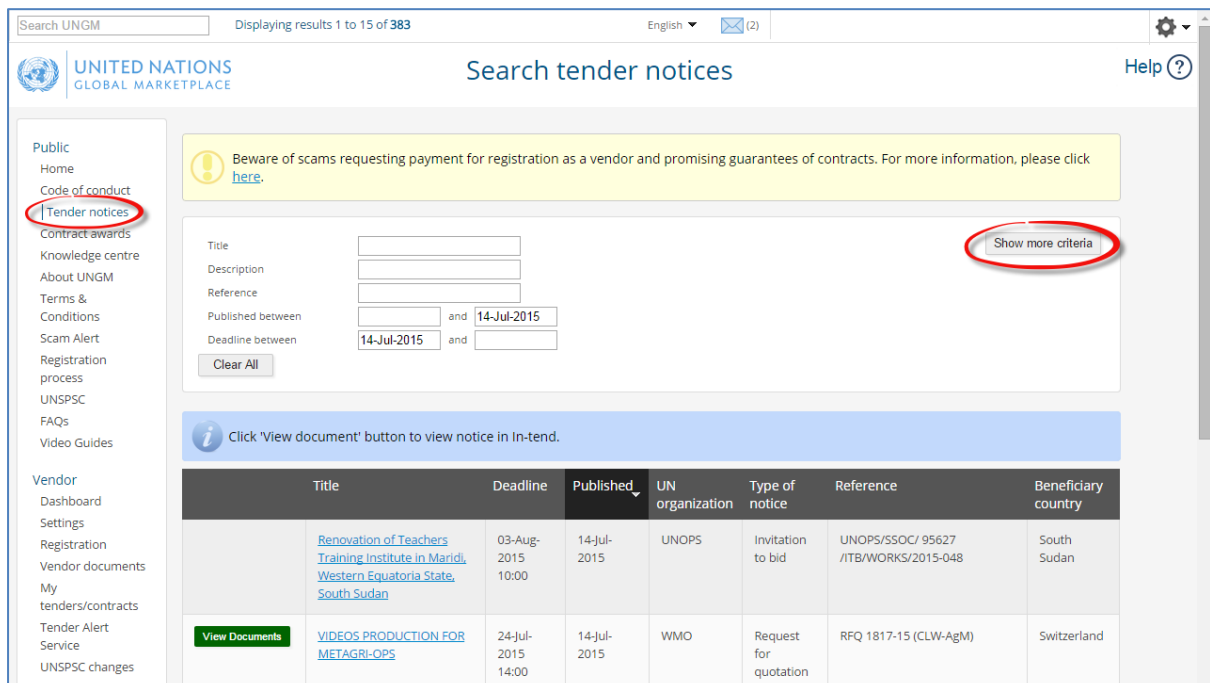 Search UNGM
Displaying results 1 to 15 of 383
English
(2)
UNITED NATIONS
GLOBAL MARKETPLACE
Search tender notices
Help ?
Public
Home
Code of conduct
Tender notices
Contract awards
Knowledge centre
About UNGM
Terms &
Conditions
Scam Alert
Registration
process
UNSPSC
FAQs
Video Guides
Vendor
Dashboard
Settings
Registration
Vendor documents
My
tenders/contracts
Tender Alert
Service
UNSPSC changes
Beware of scams requesting payment for registration as a vendor and promising guarantees of contracts. For more information, please click
here.
Show more criteria
Title
Description
Reference
Published between and 14-Jul-2015
Deadline between 14-Jul-2015 and
Clear All
i Click 'View document' button to view notice in In-tend.
Title Deadline Published UN Type of Reference Beneficiary
organization notice country
Renovation of Teachers 03-Aug- 14-Jul- UNOPS Invitation UNOPS/SSOC/ 95627 South
Training Institute in Maridi, 2015 2015 to bid /ITB/WORKS/2015-048 Sudan
Western Equatoria State, 10:00
South Sudan
View Documents VIDEOS PRODUCTION FOR 24-Jul- 14-Jul- WMO Request RFQ 1817-15 (CLW-AgM) Switzerland
METAGRI-OPS 2015 2015 for
14:00 quotation